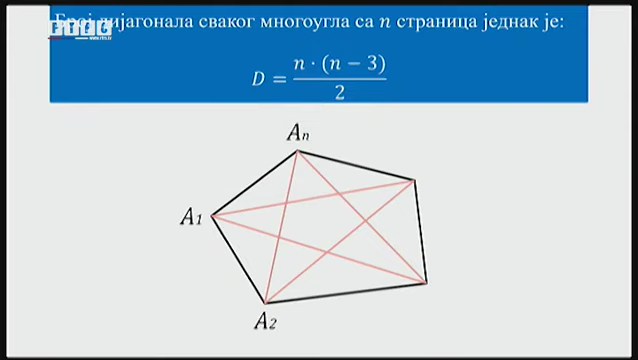 Број дијагонала сваког многоугла са n страница једнак је:
D = n · (n − 3) / 2
Aₙ
A₁
A₂